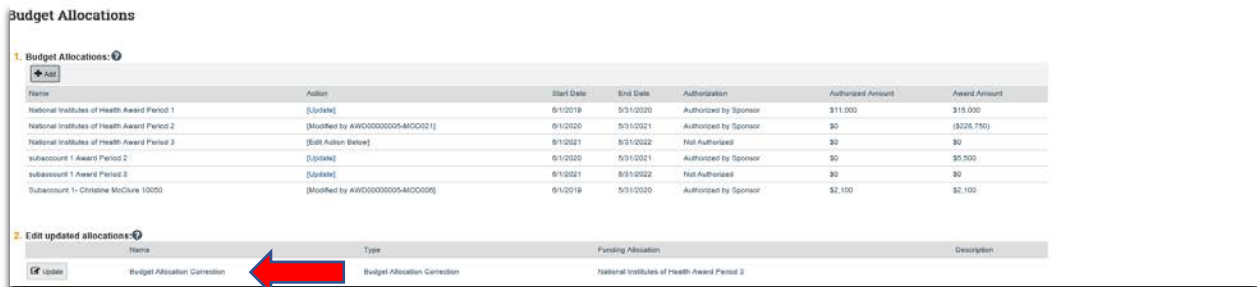 Budget Allocations
1. Budget Allocations:
+ Add
Name Action Start Date End Date Authorization Authorized Amount Award Amount
National Institutes of Health Award Period 1 [Update] 6/1/2019 5/31/2020 Authorized by Sponsor $11,000 $15,000
National Institutes of Health Award Period 2 [Modified by AWD00000005-MOD021] 6/1/2020 5/31/2021 Authorized by Sponsor $0 ($226,750)
National Institutes of Health Award Period 3 [Edit Action Below] 6/1/2021 5/31/2022 Not Authorized $0 $0
subaccount 1 Award Period 2 [Update] 6/1/2020 5/31/2021 Authorized by Sponsor $0 $5,500
subaccount 1 Award Period 3 [Update] 6/1/2021 5/31/2022 Not Authorized $0 $0
Subaccount 1- Christine McClure 10050 [Modified by AWD00000005-MOD006] 6/1/2019 5/31/2020 Authorized by Sponsor $2,100 $2,100
2. Edit updated allocations:
Name Type Funding Allocation Description
Update Budget Allocation Correction Budget Allocation Correction National Institutes of Health Award Period 3